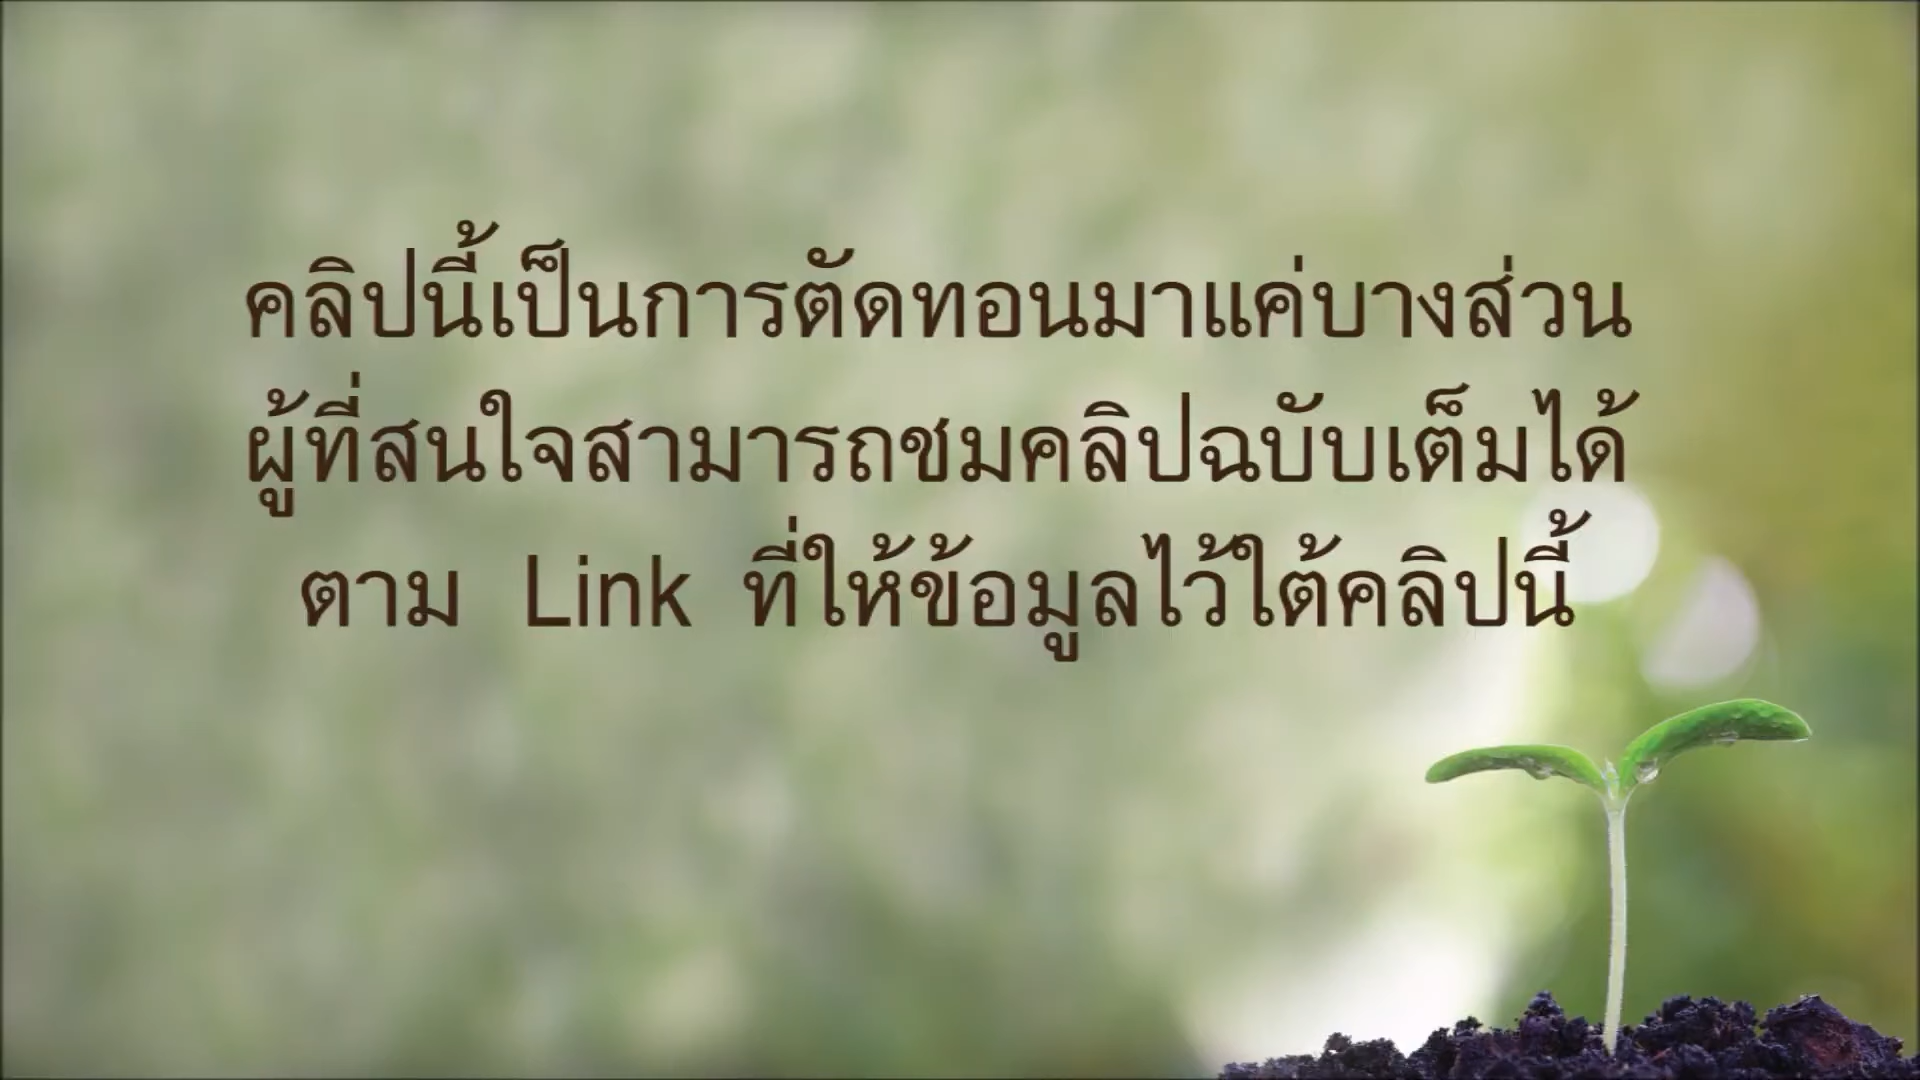 คลิปนี้เป็นการตัดทอนมาแค่บางส่วน
ผู้ที่สนใจสามารถชมคลิปฉบับเต็มได้
ตาม Link ที่ให้ข้อมูลไว้ใต้คลิปนี้